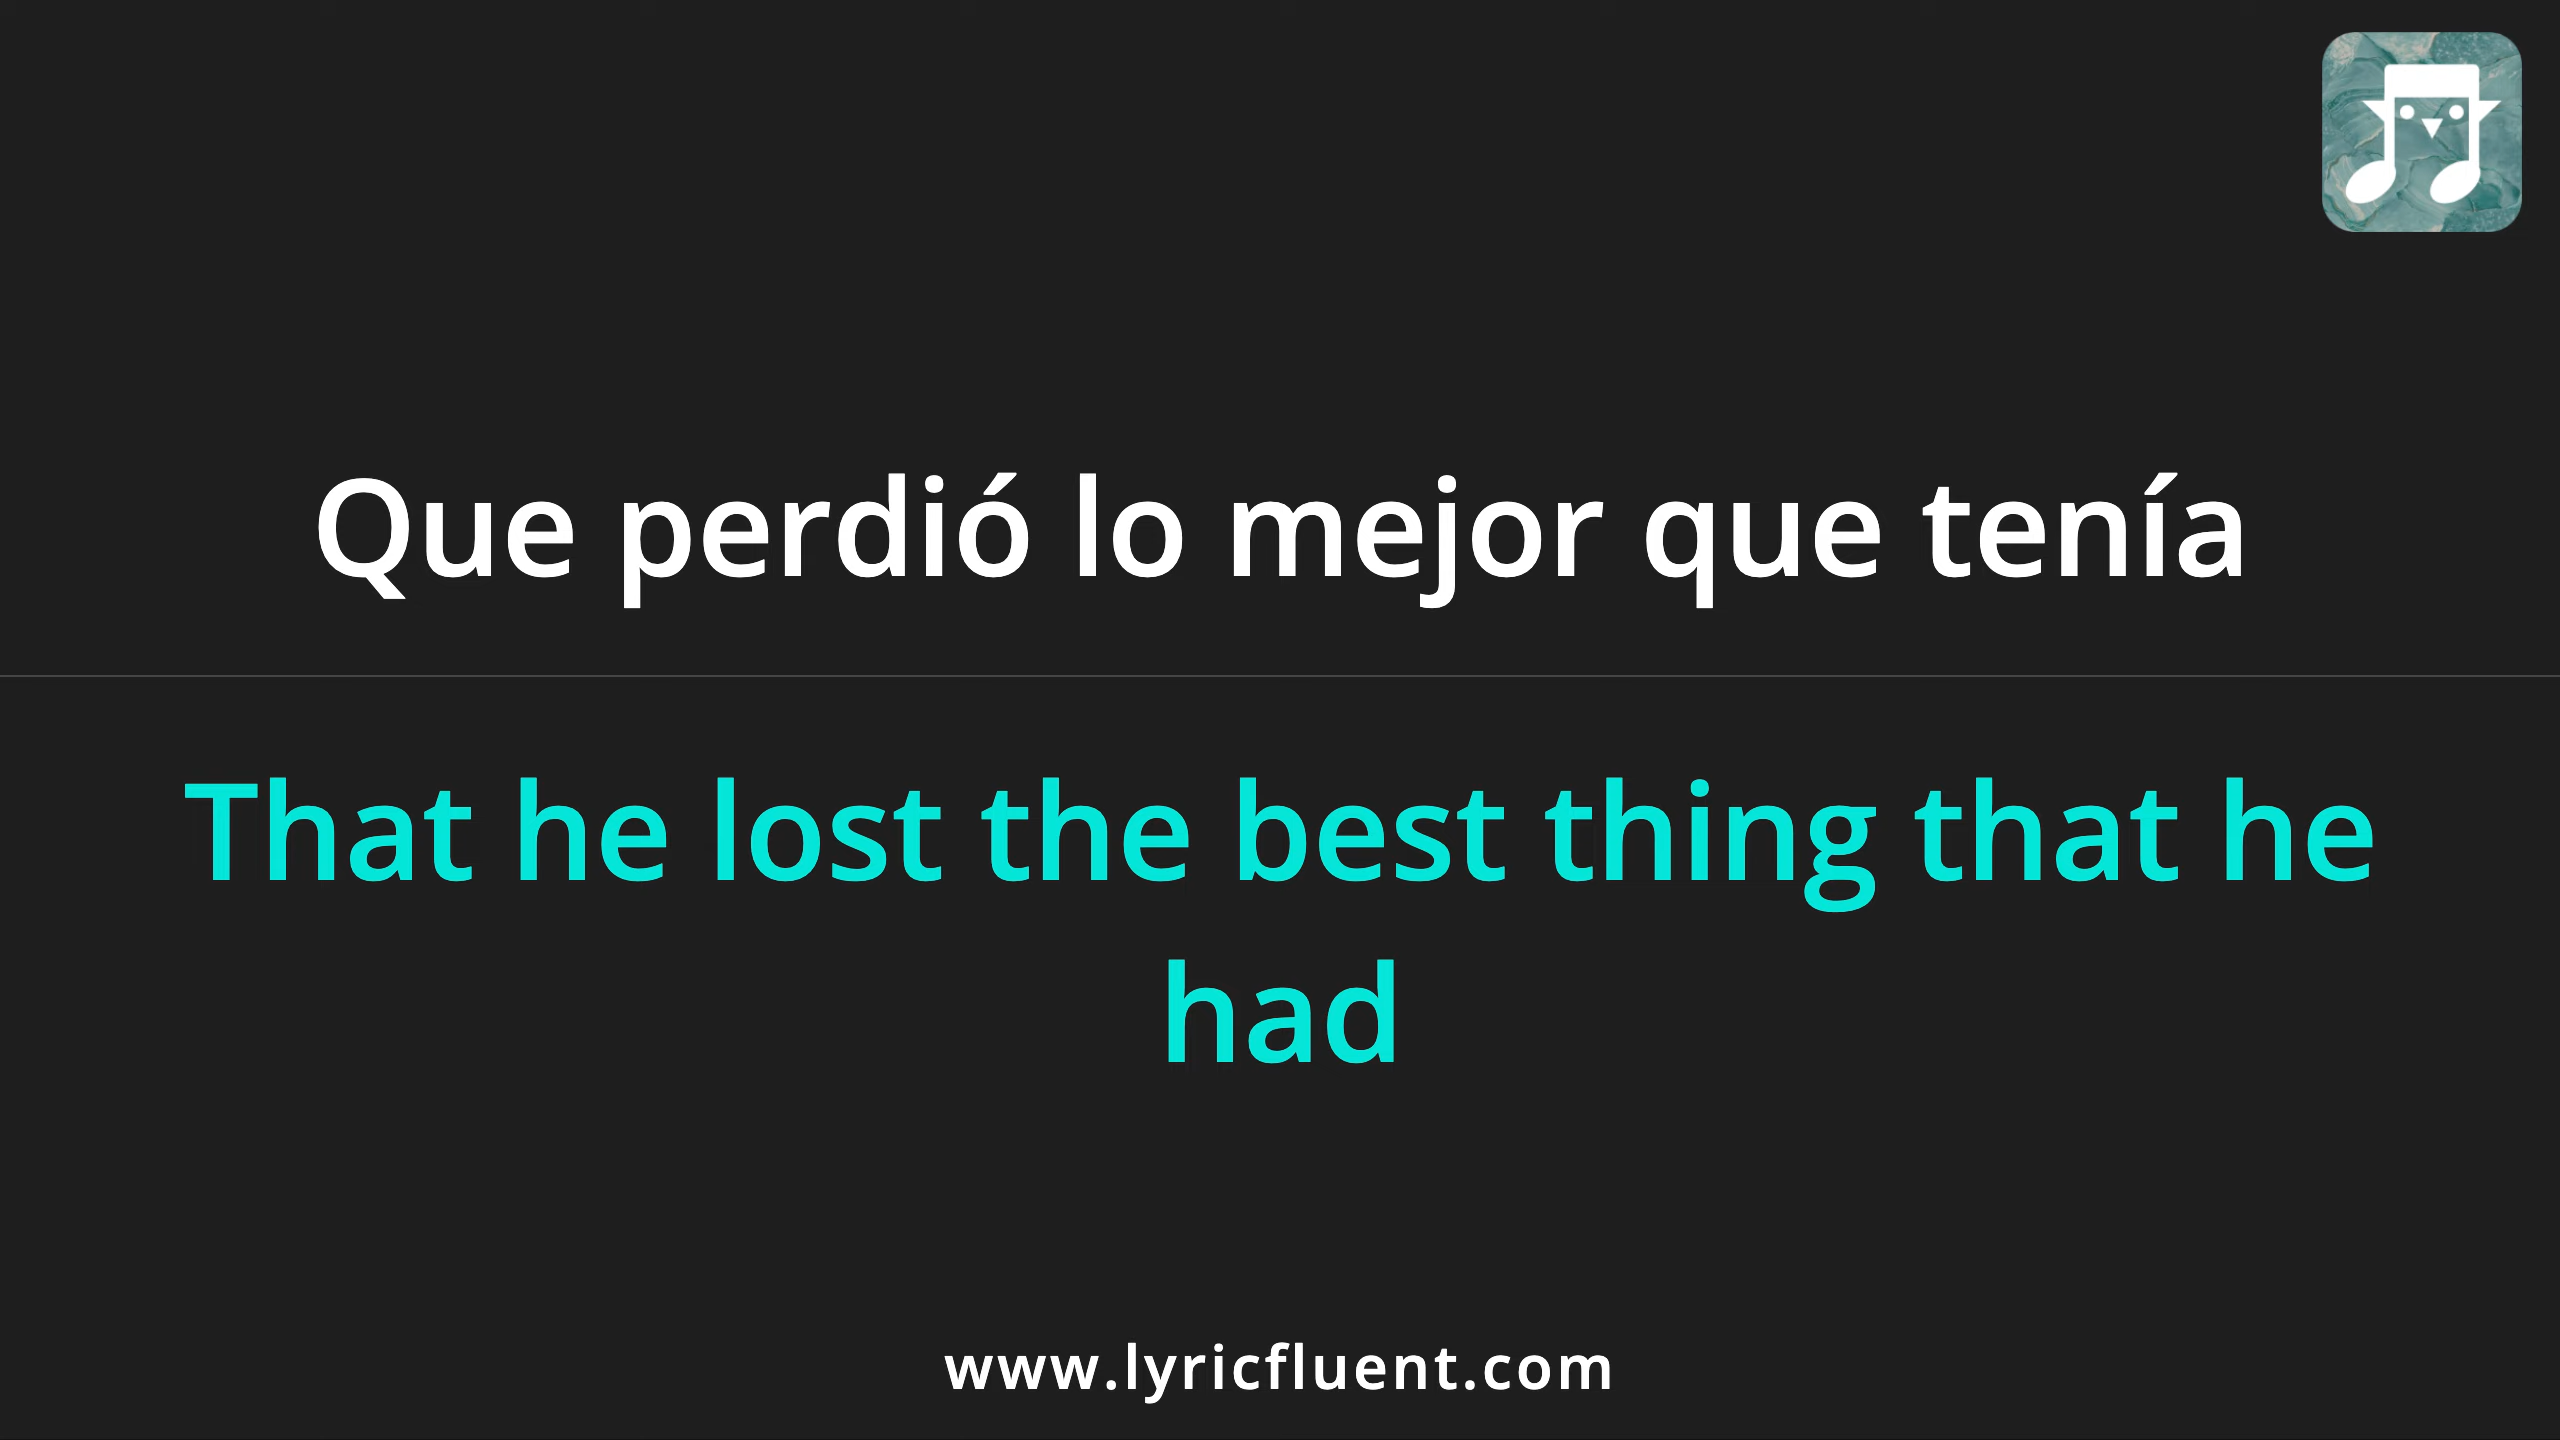 Que perdió lo mejor que tenía
That he lost the best thing that he
had
www.lyricfluent.com